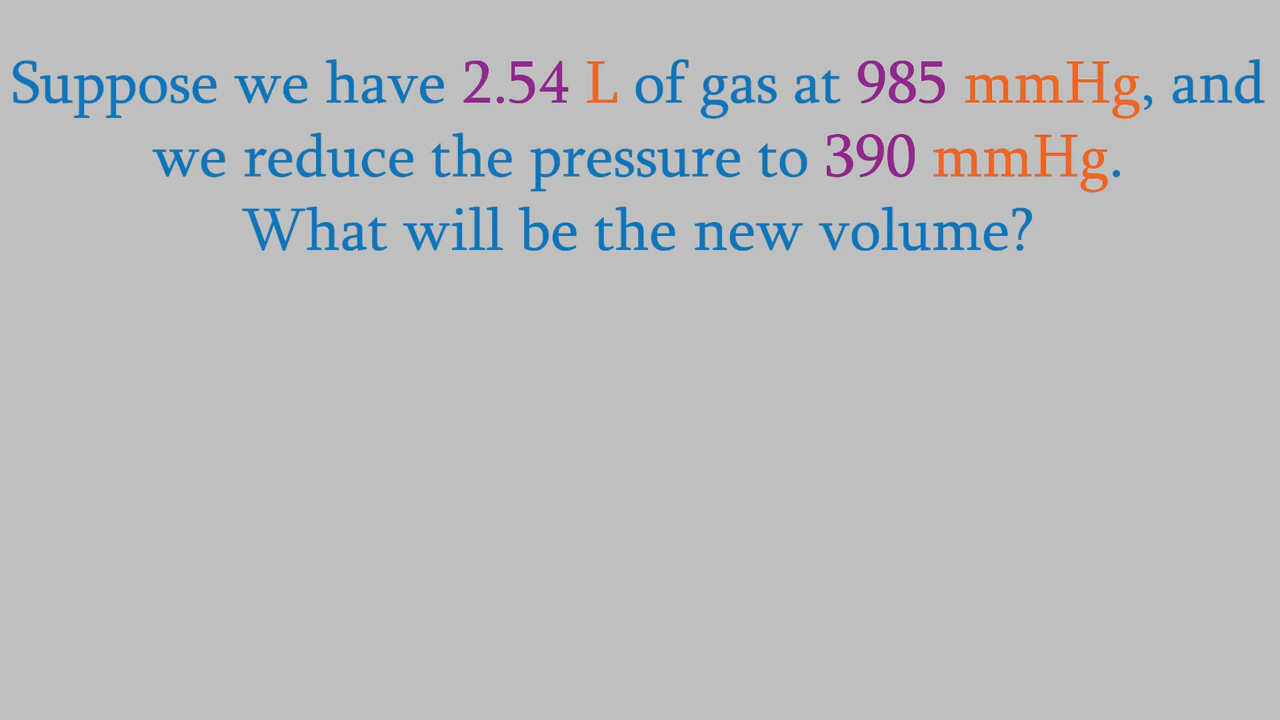 Suppose we have 2.54 L of gas at 985 mmHg, and
we reduce the pressure to 390 mmHg.
What will be the new volume?